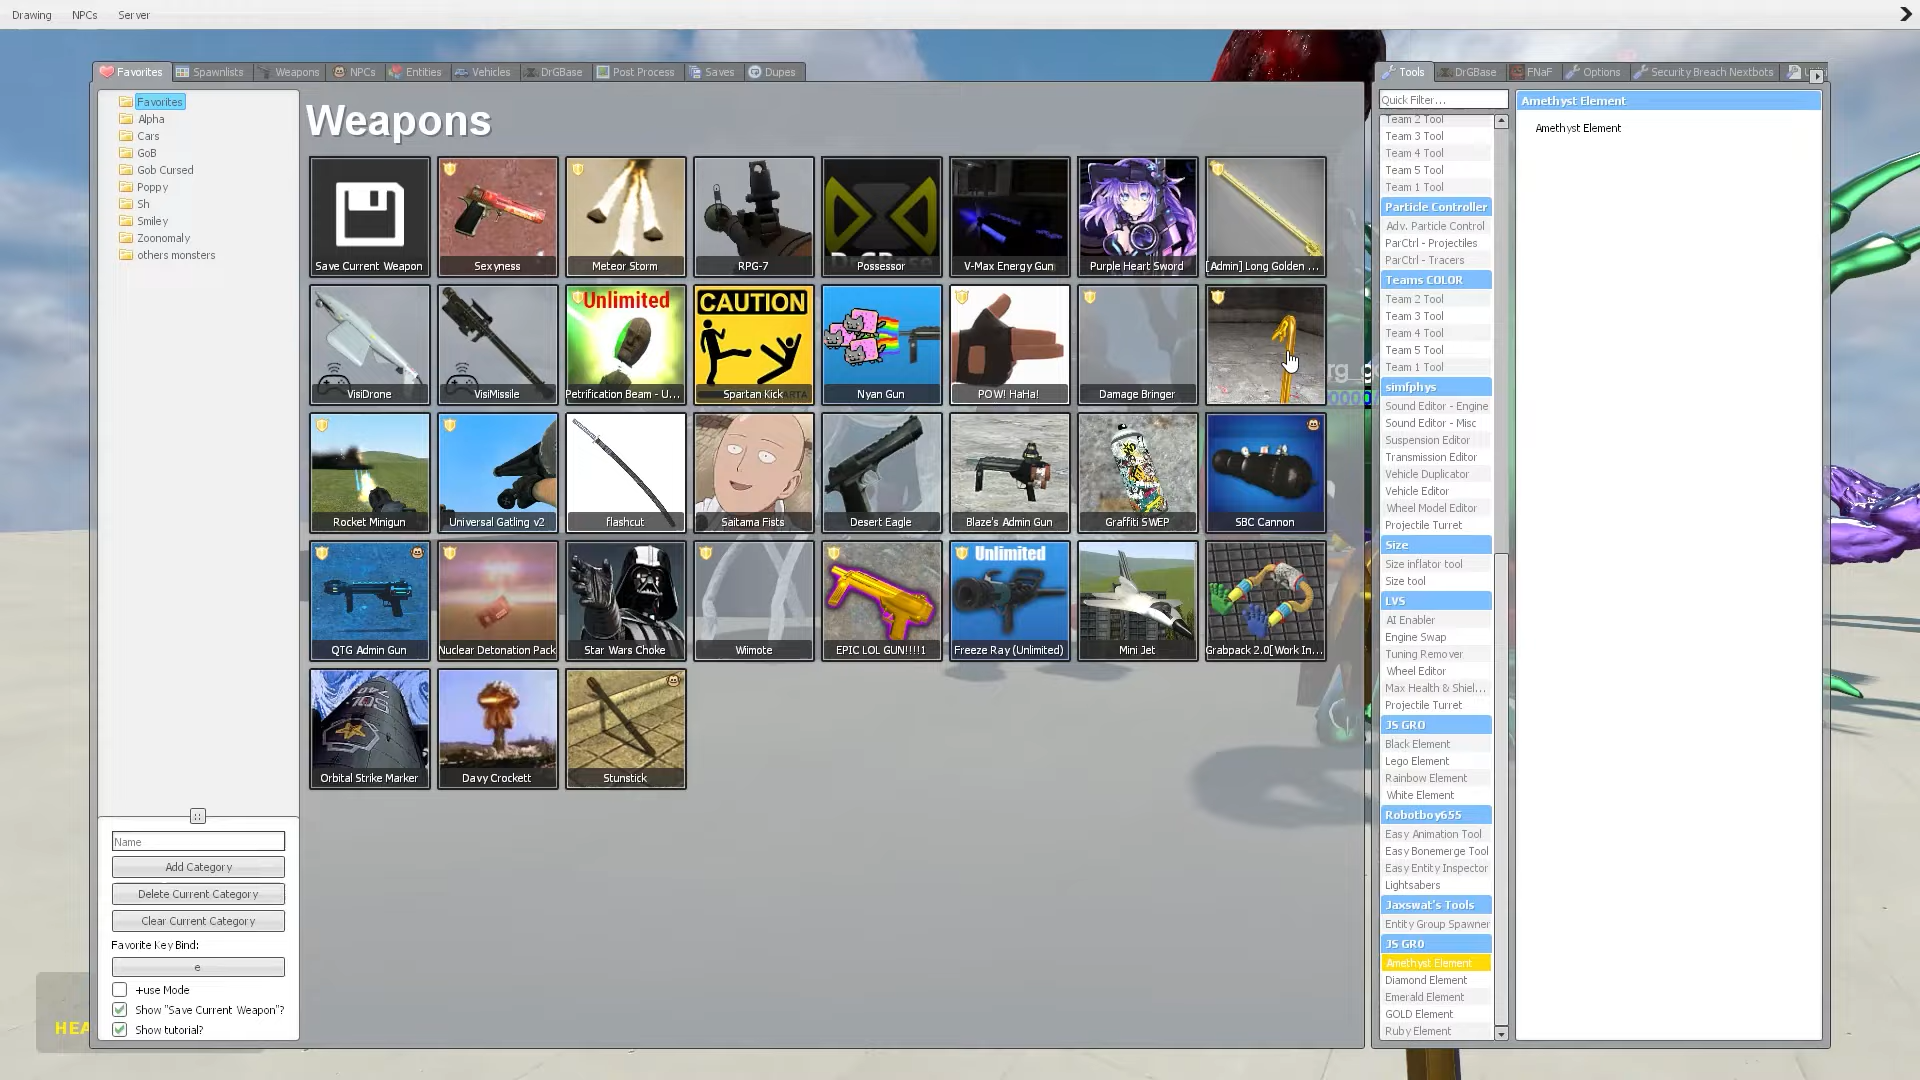 Drawing NPCs Server
Favorites Spawnlists Weapons NPCs Entities Vehicles DrGBase Post Process Saves Dupes
Tools DrGBase FNaF Options Security Breach Nextbots
Favorites
Alpha
Cars
GoB
Gob Cursed
Poppy
Sh
Smiley
Zoonomaly
others monsters
Name
Add Category
Delete Current Category
Clear Current Category
Favorite Key Bind:
e
+use Mode
Show "Save Current Weapon"?
Show tutorial?
HEA
Weapons
Save Current Weapon
Sexyness
Meteor Storm
RPG-7
Possessor
V-Max Energy Gun
Purple Heart Sword
[Admin] Long Golden ...
VisiDrone
VisiMissile
Unlimited
Petrification Beam - U...
CAUTION
Spartan Kick
Nyan Gun
POW! HaHa!
Damage Bringer
Rocket Minigun
Universal Gatling v2
flashcut
Saitama Fists
Desert Eagle
Blaze's Admin Gun
Graffiti SWEP
SBC Cannon
QTG Admin Gun
Nuclear Detonation Pack
Star Wars Choke
Wiimote
EPIC LOL GUN!!!!1
Unlimited
Freeze Ray (Unlimited)
Mini Jet
Grabpack 2.0[Work In...
Orbital Strike Marker
Davy Crockett
Stunstick
Quick Filter...
Team 2 Tool
Team 3 Tool
Team 4 Tool
Team 5 Tool
Team 1 Tool
Particle Controller
Adv. Particle Control
ParCtrl - Projectiles
ParCtrl - Tracers
Teams COLOR
Team 2 Tool
Team 3 Tool
Team 4 Tool
Team 5 Tool
Team 1 Tool
simfphys
Sound Editor - Engine
Sound Editor - Misc
Suspension Editor
Transmission Editor
Vehicle Duplicator
Vehicle Editor
Wheel Model Editor
Projectile Turret
Size
Size inflator tool
Size tool
LVS
AI Enabler
Engine Swap
Tuning Remover
Wheel Editor
Max Health & Shiel...
Projectile Turret
JS GRO
Black Element
Lego Element
Rainbow Element
White Element
Robotboy655
Easy Animation Tool
Easy Bonemerge Tool
Easy Entity Inspector
Lightsabers
Jaxswat's Tools
Entity Group Spawner
JS GRO
Amethyst Element
Diamond Element
Emerald Element
GOLD Element
Ruby Element
Amethyst Element
Amethyst Element